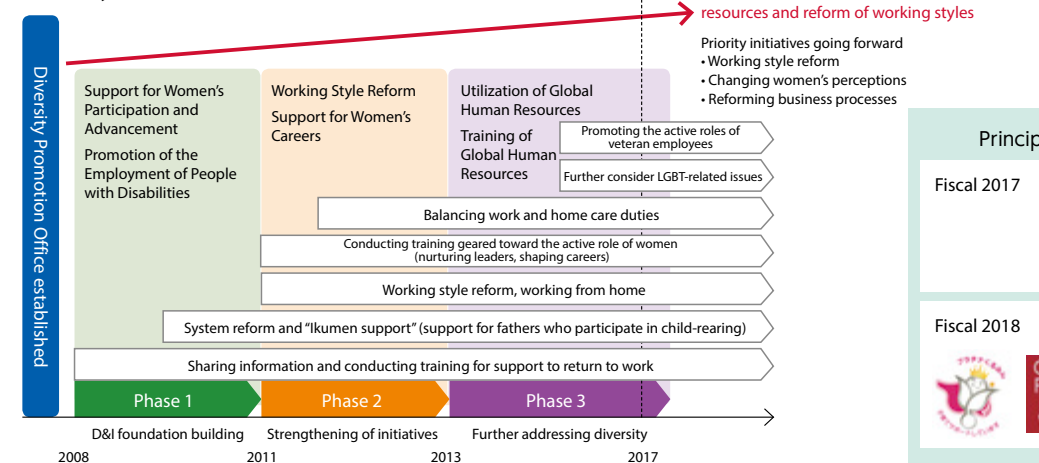 resources and reform of working styles
Priority initiatives going forward
• Working style reform
• Changing women's perceptions
• Reforming business processes
Diversity Promotion Office established
Support for Women's
Participation and
Advancement
Promotion of the
Employment of People
with Disabilities
Working Style Reform
Support for Women's
Careers
Utilization of Global
Human Resources
Training of
Global Human
Resources
Promoting the active roles of
veteran employees
Further consider LGBT-related issues
Balancing work and home care duties
Conducting training geared toward the active role of women
(nurturing leaders, shaping careers)
Working style reform, working from home
System reform and "Ikumen support" (support for fathers who participate in child-rearing)
Sharing information and conducting training for support to return to work
Phase 1
Phase 2
Phase 3
D&I foundation building
Strengthening of initiatives
Further addressing diversity
2008
2011
2013
2017
Princip
Fiscal 2017
Fiscal 2018